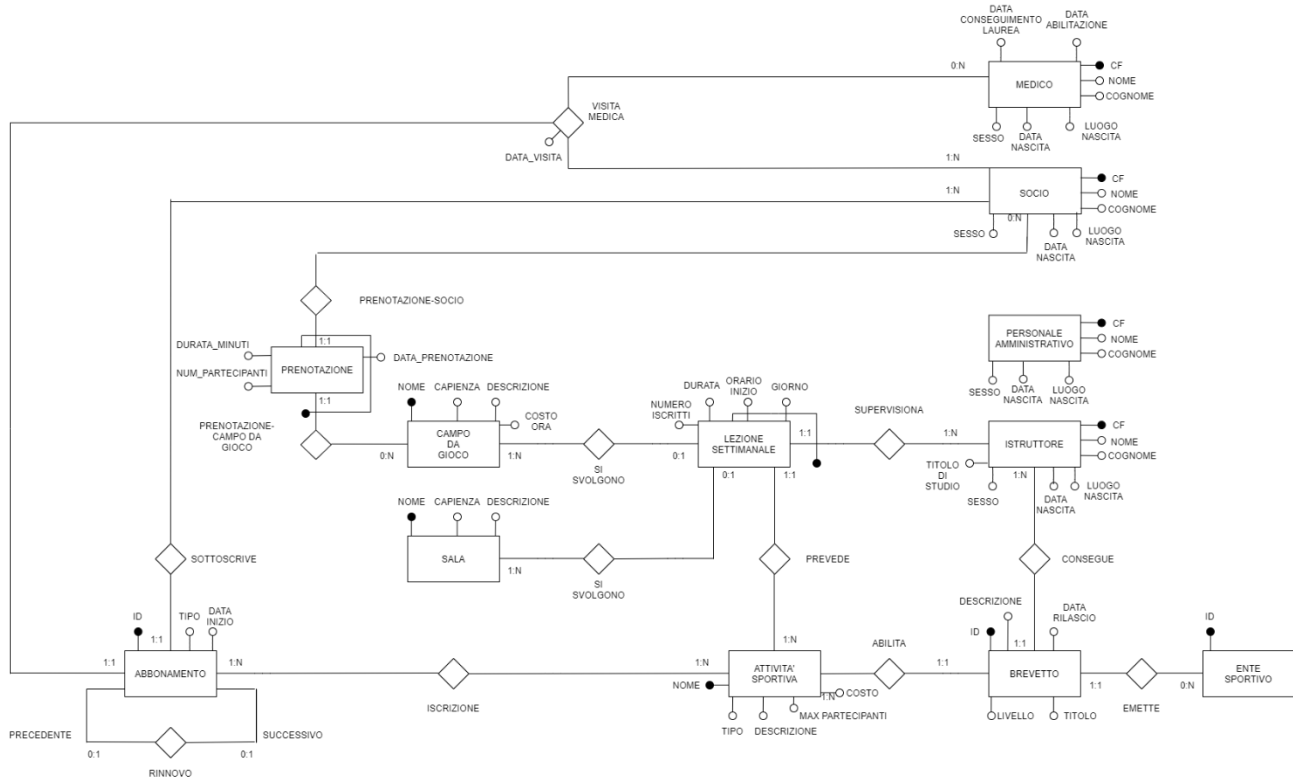 DATA
CONSEGUIMENTO
LAUREA
DATA
ABILITAZIONE
0:N
CF
NOME
COGNOME
MEDICO
VISITA
MEDICA
SESSO
DATA
NASCITA
LUOGO
NASCITA
DATA_VISITA
1:N
CF
1:N
SOCIO
NOME
COGNOME
0:N
SESSO
DATA
NASCITA
LUOGO
NASCITA
PRENOTAZIONE-SOCIO
CF
PERSONALE
AMMINISTRATIVO
NOME
COGNOME
1:1
DURATA_MINUTI
DATA_PRENOTAZIONE
PRENOTAZIONE
NUM_PARTECIPANTI
SESSO
DATA
NASCITA
LUOGO
NASCITA
1:1
NOME
CAPIENZA
DESCRIZIONE
DURATA
ORARIO
INIZIO
GIORNO
NUMERO
ISCRITTI
SUPERVISIONA
COSTO
ORA
PRENOTAZIONE-
CAMPO DA
GIOCO
CAMPO
DA
GIOCO
LEZIONE
SETTIMANALE
1:1
1:N
ISTRUTTORE
CF
NOME
COGNOME
0:N
1:N
SI
SVOLGONO
0:1
0:1
1:1
TITOLO
DI
STUDIO
1:N
SESSO
DATA
NASCITA
LUOGO
NASCITA
NOME
CAPIENZA
DESCRIZIONE
SOTTOSCRIVE
SALA
1:N
SI
SVOLGONO
PREVEDE
CONSEGUE
ID
TIPO
DATA
INIZIO
DESCRIZIONE
DATA
RILASCIO
ID
ID
1:1
1:N
ABILITA
1:1
1:1
ABBONAMENTO
1:N
1:N
ATTIVITA'
SPORTIVA
1:1
BREVETTO
1:1
0:N
ENTE
SPORTIVO
NOME
COSTO
1:N
ISCRIZIONE
MAX PARTECIPANTI
LIVELLO
TITOLO
EMETTE
TIPO
DESCRIZIONE
PRECEDENTE
SUCCESSIVO
0:1
0:1
RINNOVO